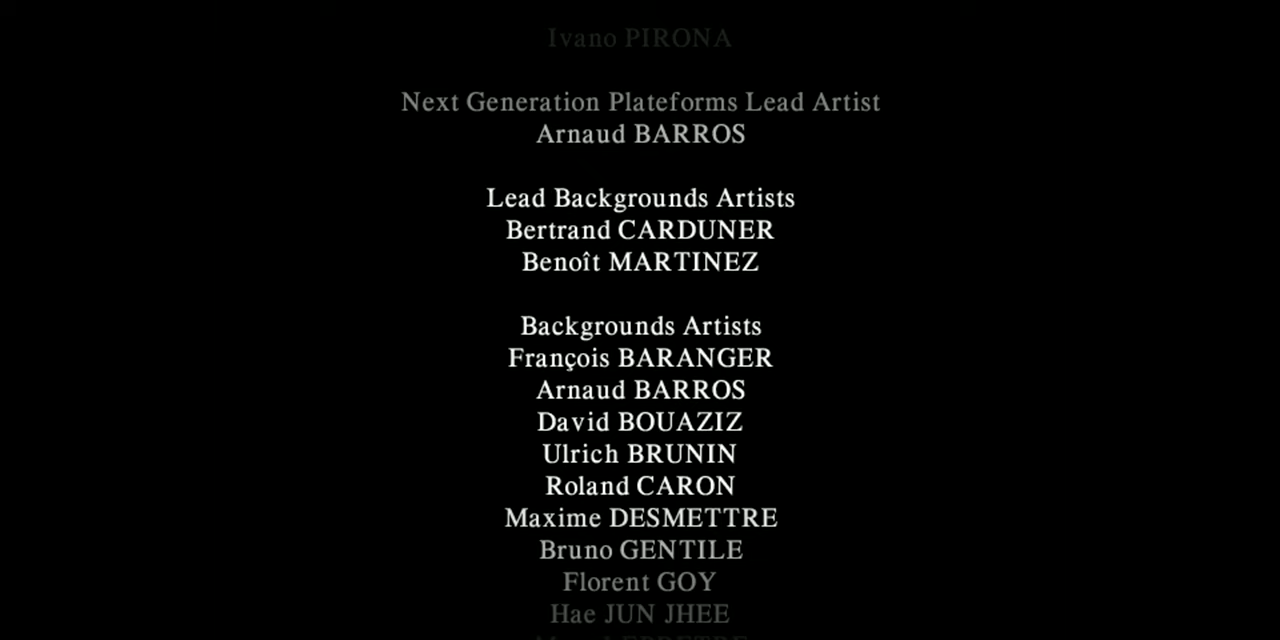 Ivano PIRONA
Next Generation Plateforms Lead Artist
Arnaud BARROS
Lead Backgrounds Artists
Bertrand CARDUNER
Benoît MARTINEZ
Backgrounds Artists
François BARANGER
Arnaud BARROS
David BOUAZIZ
Ulrich BRUNIN
Roland CARON
Maxime DESMETTRE
Bruno GENTILE
Florent GOY
Hae JUN JHEE